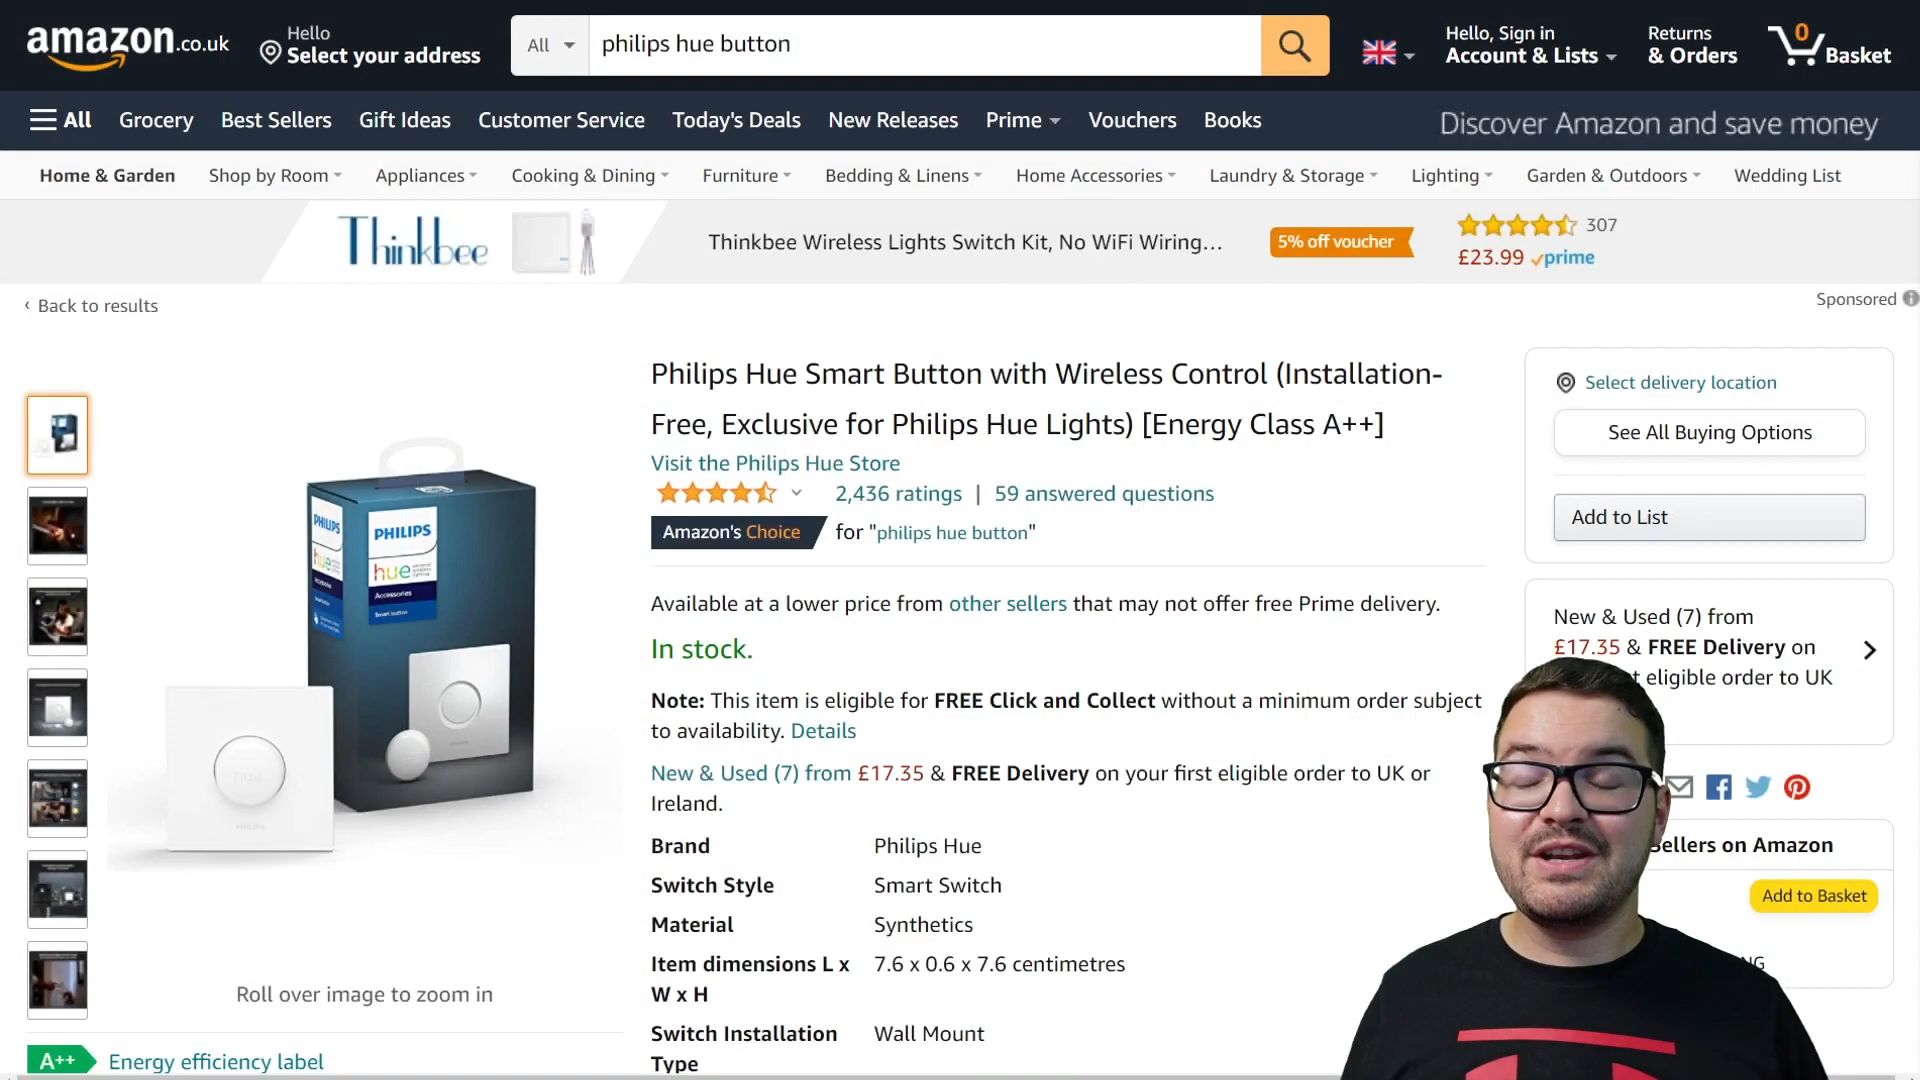 amazon.co.uk
Hello
Select your address
All
philips hue button
Hello, Sign in
Account & Lists
Returns
& Orders
0
Basket
All
Grocery
Best Sellers
Gift Ideas
Customer Service
Today's Deals
New Releases
Prime
Vouchers
Books
Discover Amazon and save money
Home & Garden
Shop by Room
Appliances
Cooking & Dining
Furniture
Bedding & Linens
Home Accessories
Laundry & Storage
Lighting
Garden & Outdoors
Wedding List
Thinkbee
Thinkbee Wireless Lights Switch Kit, No WiFi Wiring...
5% off voucher
307
£23.99 prime
‹ Back to results
Sponsored
Philips Hue Smart Button with Wireless Control (Installation-
Free, Exclusive for Philips Hue Lights) [Energy Class A++]
Visit the Philips Hue Store
2,436 ratings | 59 answered questions
Amazon's Choice for "philips hue button"
Available at a lower price from other sellers that may not offer free Prime delivery.
In stock.
Note: This item is eligible for FREE Click and Collect without a minimum order subject
to availability. Details
New & Used (7) from £17.35 & FREE Delivery on your first eligible order to UK or
Ireland.
Brand Philips Hue
Switch Style Smart Switch
Material Synthetics
Item dimensions L x 7.6 x 0.6 x 7.6 centimetres
W x H
Switch Installation Wall Mount
Type
PHILIPS
hue
PHILIPS
hue
Accessories
Smart button
hue
PHILIPS
Roll over image to zoom in
A++ Energy efficiency label
Select delivery location
See All Buying Options
Add to List
New & Used (7) from
£17.35 & FREE Delivery on
eligible order to UK
Sellers on Amazon
Add to Basket